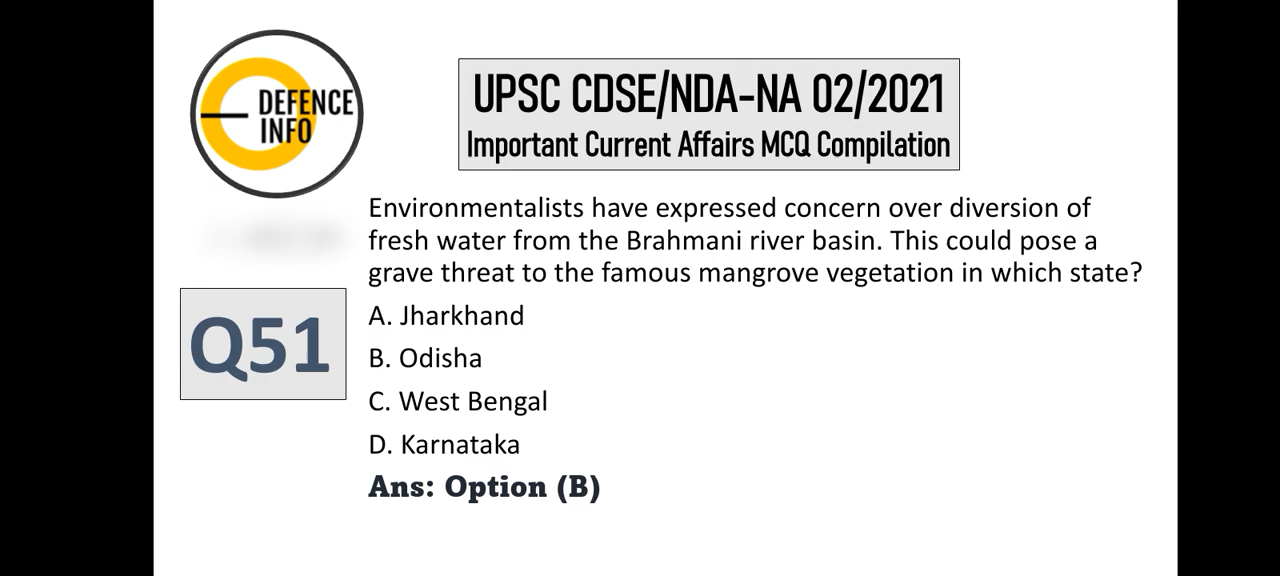 DEFENCE
INFO
UPSC CDSE/NDA-NA 02/2021
Important Current Affairs MCQ Compilation
Environmentalists have expressed concern over diversion of
fresh water from the Brahmani river basin. This could pose a
grave threat to the famous mangrove vegetation in which state?
Q51
A. Jharkhand
B. Odisha
C. West Bengal
D. Karnataka
Ans: Option (B)